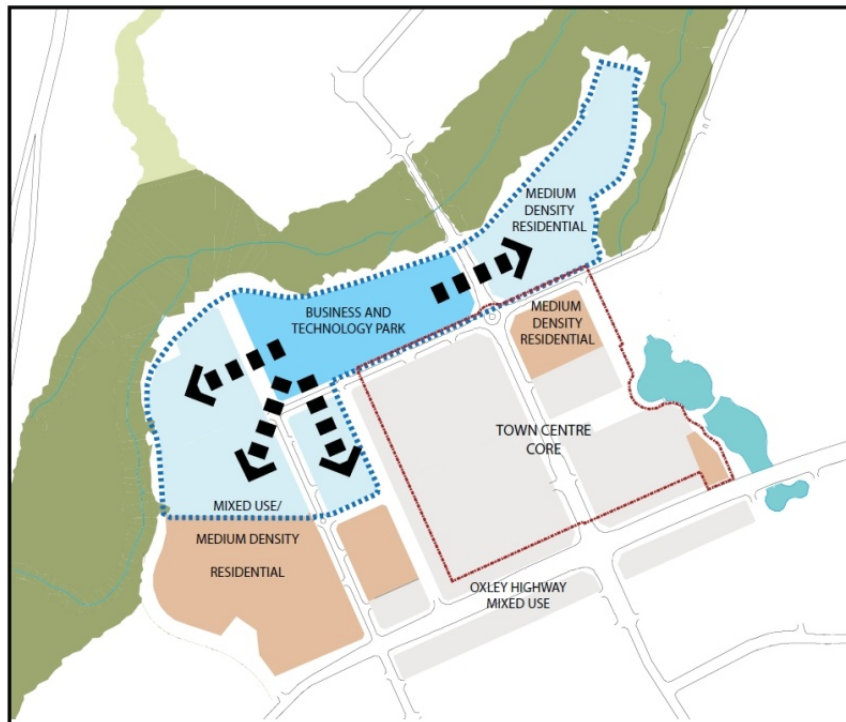 MEDIUM
DENSITY
RESIDENTIAL
BUSINESS AND
TECHNOLOGY PARK
MEDIUM
DENSITY
RESIDENTIAL
TOWN CENTRE
CORE
MIXED USE/
MEDIUM DENSITY
RESIDENTIAL
OXLEY HIGHWAY
MIXED USE